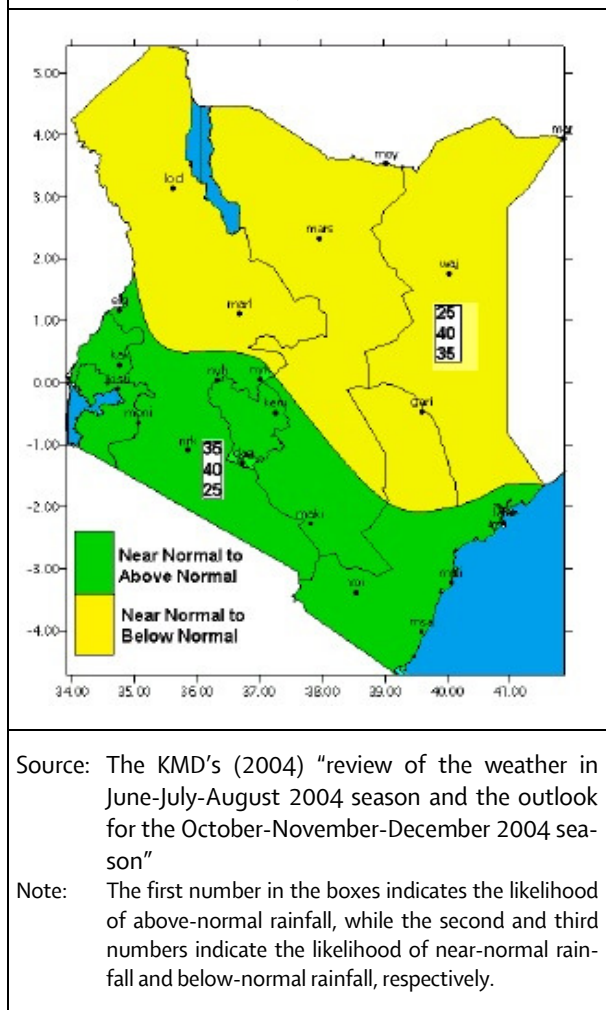 5.00
4.00
3.00
2.00
1.00
0.00
-1.00
-2.00
-3.00
-4.00
moy
lod
mars
waj
marl
25
40
35
nyh
gari
35
40
25
voi
msa
Near Normal to
Above Normal
Near Normal to
Below Normal
34.00 35.00 36.00 37.00 38.00 39.00 40.00 41.00
Source: The KMD's (2004) "review of the weather in
June-July-August 2004 season and the outlook
for the October-November-December 2004 sea-
son"
Note: The first number in the boxes indicates the likelihood
of above-normal rainfall, while the second and third
numbers indicate the likelihood of near-normal rain-
fall and below-normal rainfall, respectively.